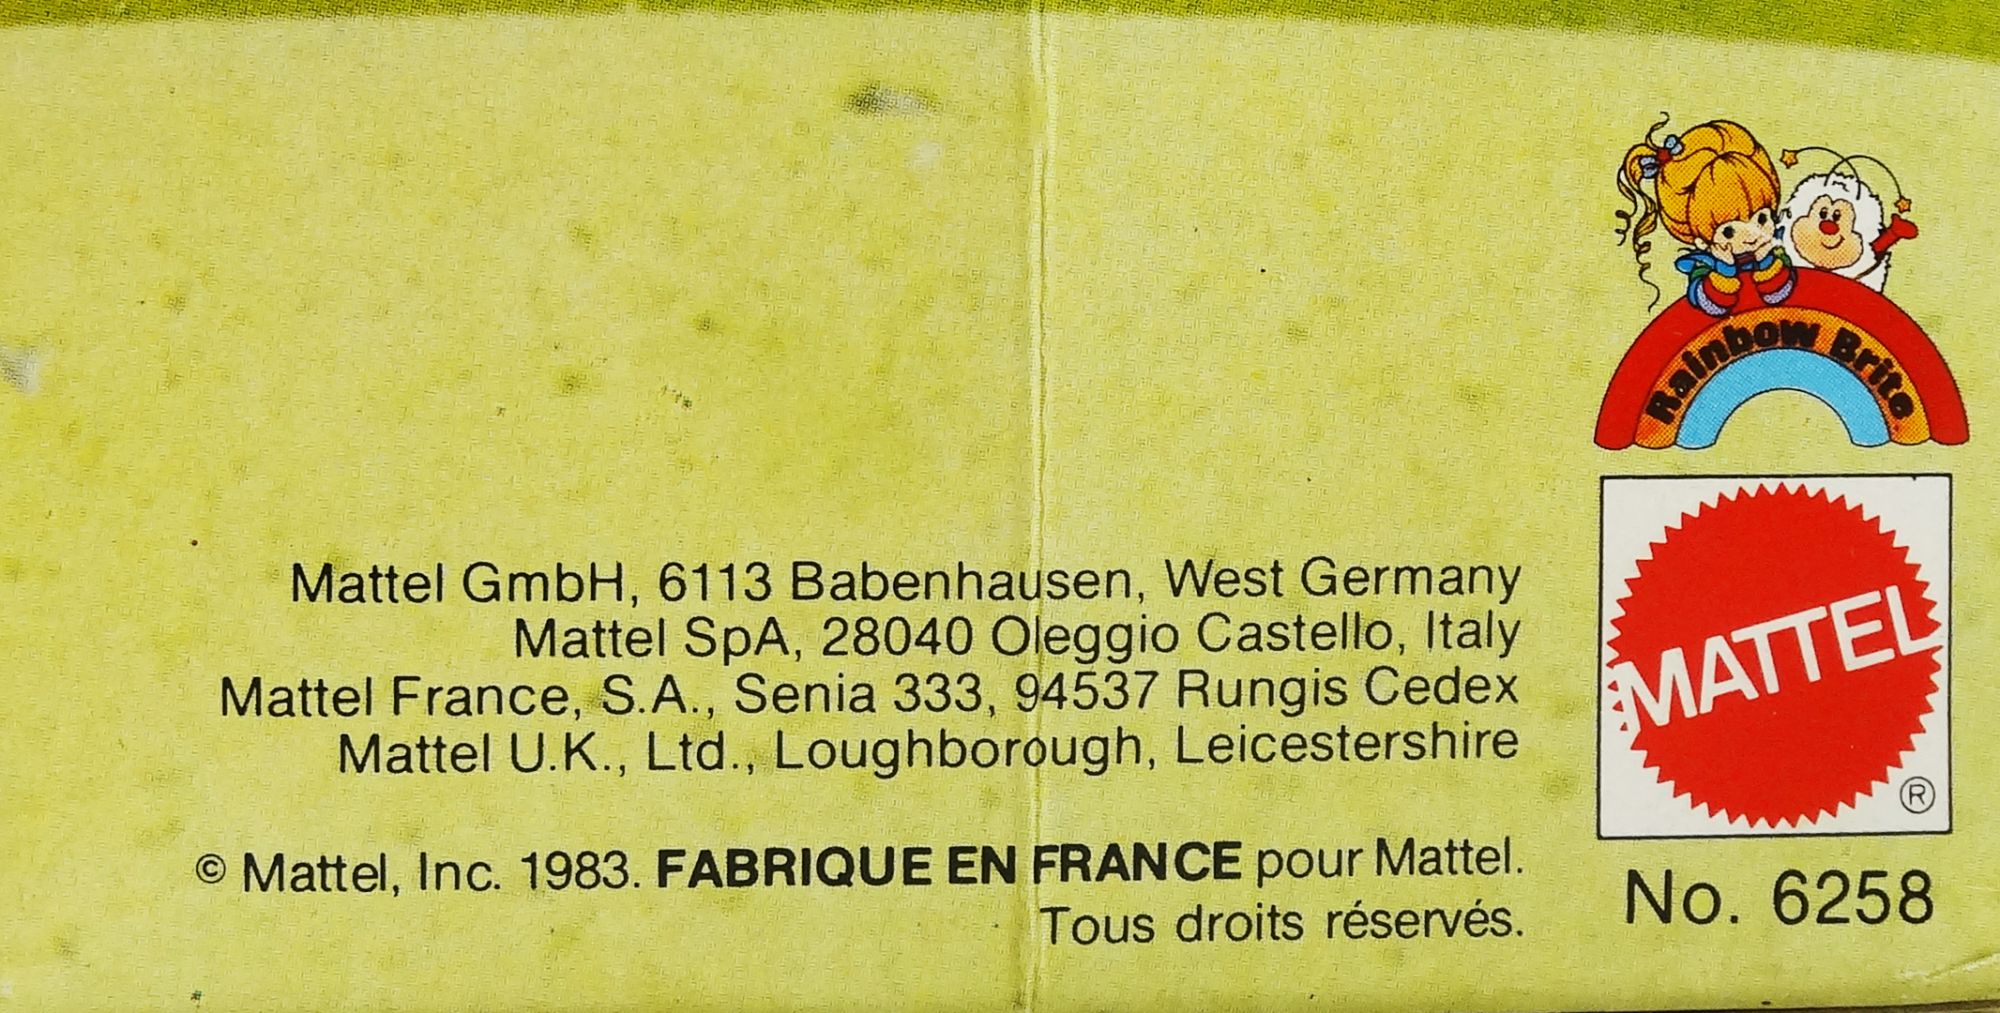 Rainbow Brite
Mattel GmbH, 6113 Babenhausen, West Germany
Mattel SpA, 28040 Oleggio Castello, Italy
Mattel France, S.A., Senia 333, 94537 Rungis Cedex
Mattel U.K., Ltd., Loughborough, Leicestershire
MATTEL
®
© Mattel, Inc. 1983. FABRIQUE EN FRANCE pour Mattel.
Tous droits réservés.
No. 6258